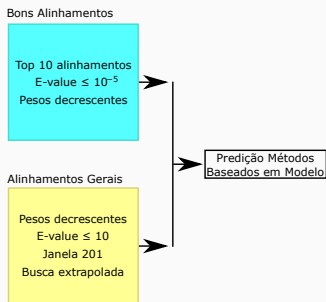 Bons Alinhamentos
Top 10 alinhamentos
E-value ≤ 10⁻⁵
Pesos decrescentes
Predição Métodos
Baseados em Modelo
Alinhamentos Gerais
Pesos decrescentes
E-value ≤ 10
Janela 201
Busca extrapolada